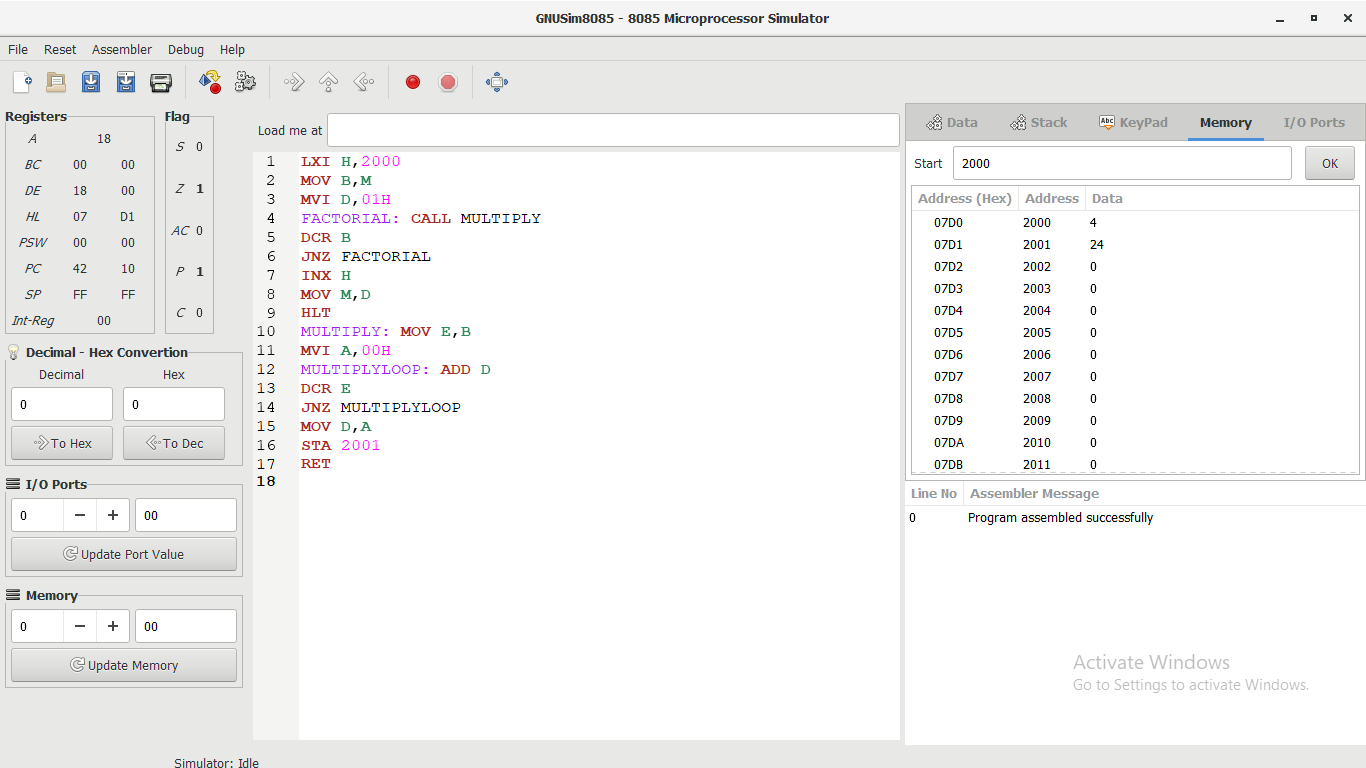 GNUSim8085 - 8085 Microprocessor Simulator
File Reset Assembler Debug Help
Registers
A 18
BC 00 00
DE 18 00
HL 07 D1
PSW 00 00
PC 42 10
SP FF FF
Int-Reg 00
Flag
S 0
Z 1
AC 0
P 1
C 0
Decimal - Hex Convertion
Decimal Hex
0 0
To Hex To Dec
I/O Ports
0 − + 00
Update Port Value
Memory
0 − + 00
Update Memory
Load me at
1 LXI H,2000
2 MOV B,M
3 MVI D,01H
4 FACTORIAL: CALL MULTIPLY
5 DCR B
6 JNZ FACTORIAL
7 INX H
8 MOV M,D
9 HLT
10 MULTIPLY: MOV E,B
11 MVI A,00H
12 MULTIPLYLOOP: ADD D
13 DCR E
14 JNZ MULTIPLYLOOP
15 MOV D,A
16 STA 2001
17 RET
18
Data Stack Abc KeyPad Memory I/O Ports
Start 2000 OK
Address (Hex) Address Data
07D0 2000 4
07D1 2001 24
07D2 2002 0
07D3 2003 0
07D4 2004 0
07D5 2005 0
07D6 2006 0
07D7 2007 0
07D8 2008 0
07D9 2009 0
07DA 2010 0
07DB 2011 0
Line No Assembler Message
0 Program assembled successfully
Activate Windows
Go to Settings to activate Windows.
Simulator: Idle